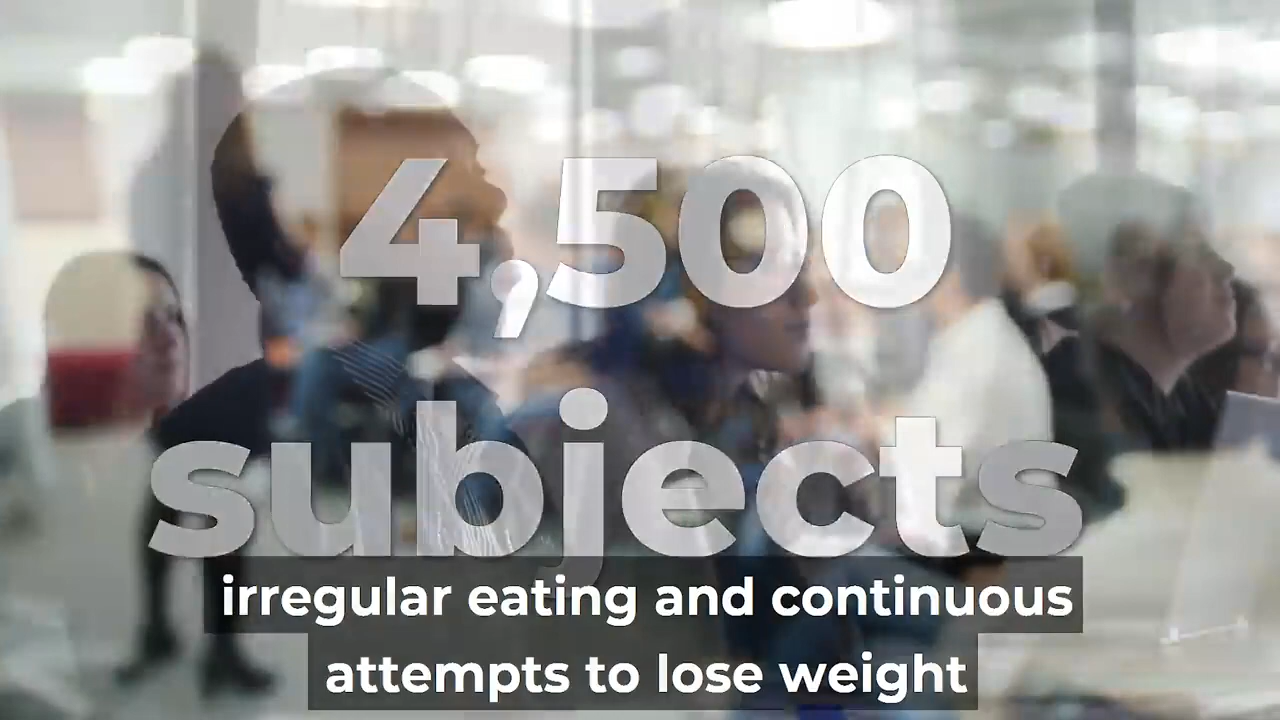 4,500
subjects
irregular eating and continuous
attempts to lose weight